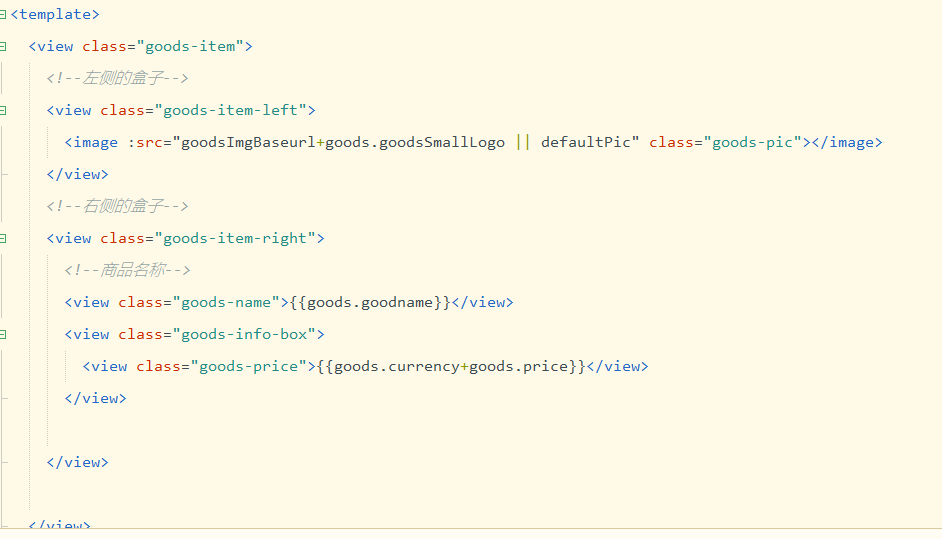 <template>
<view class="goods-item">
<!--左侧的盒子-->
<view class="goods-item-left">
<image :src="goodsImgBaseurl+goods.goodsSmallLogo || defaultPic" class="goods-pic"></image>
</view>
<!--右侧的盒子-->
<view class="goods-item-right">
<!--商品名称-->
<view class="goods-name">{{goods.goodname}}</view>
<view class="goods-info-box">
<view class="goods-price">{{goods.currency+goods.price}}</view>
</view>
</view>
</view>